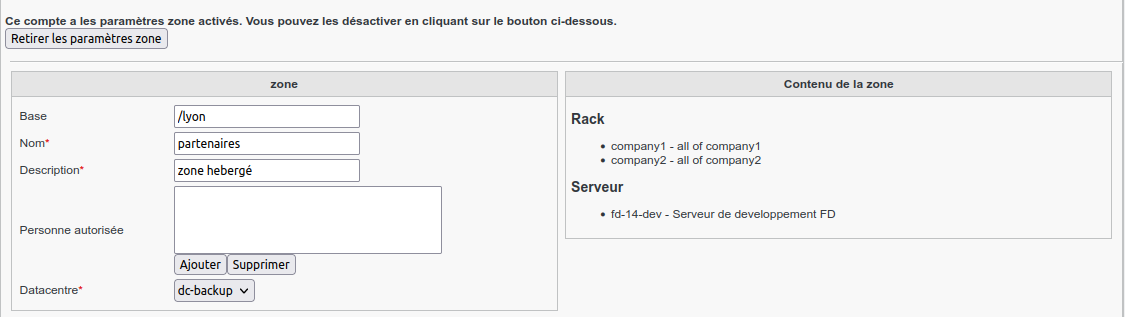 Ce compte a les paramètres zone activés. Vous pouvez les désactiver en cliquant sur le bouton ci-dessous.
Retirer les paramètres zone
zone
Base
/lyon
Nom*
partenaires
Description*
zone hebergé
Personne autorisée
Ajouter
Supprimer
Datacentre*
dc-backup
Contenu de la zone
Rack
• company1 - all of company1
• company2 - all of company2
Serveur
• fd-14-dev - Serveur de developpement FD